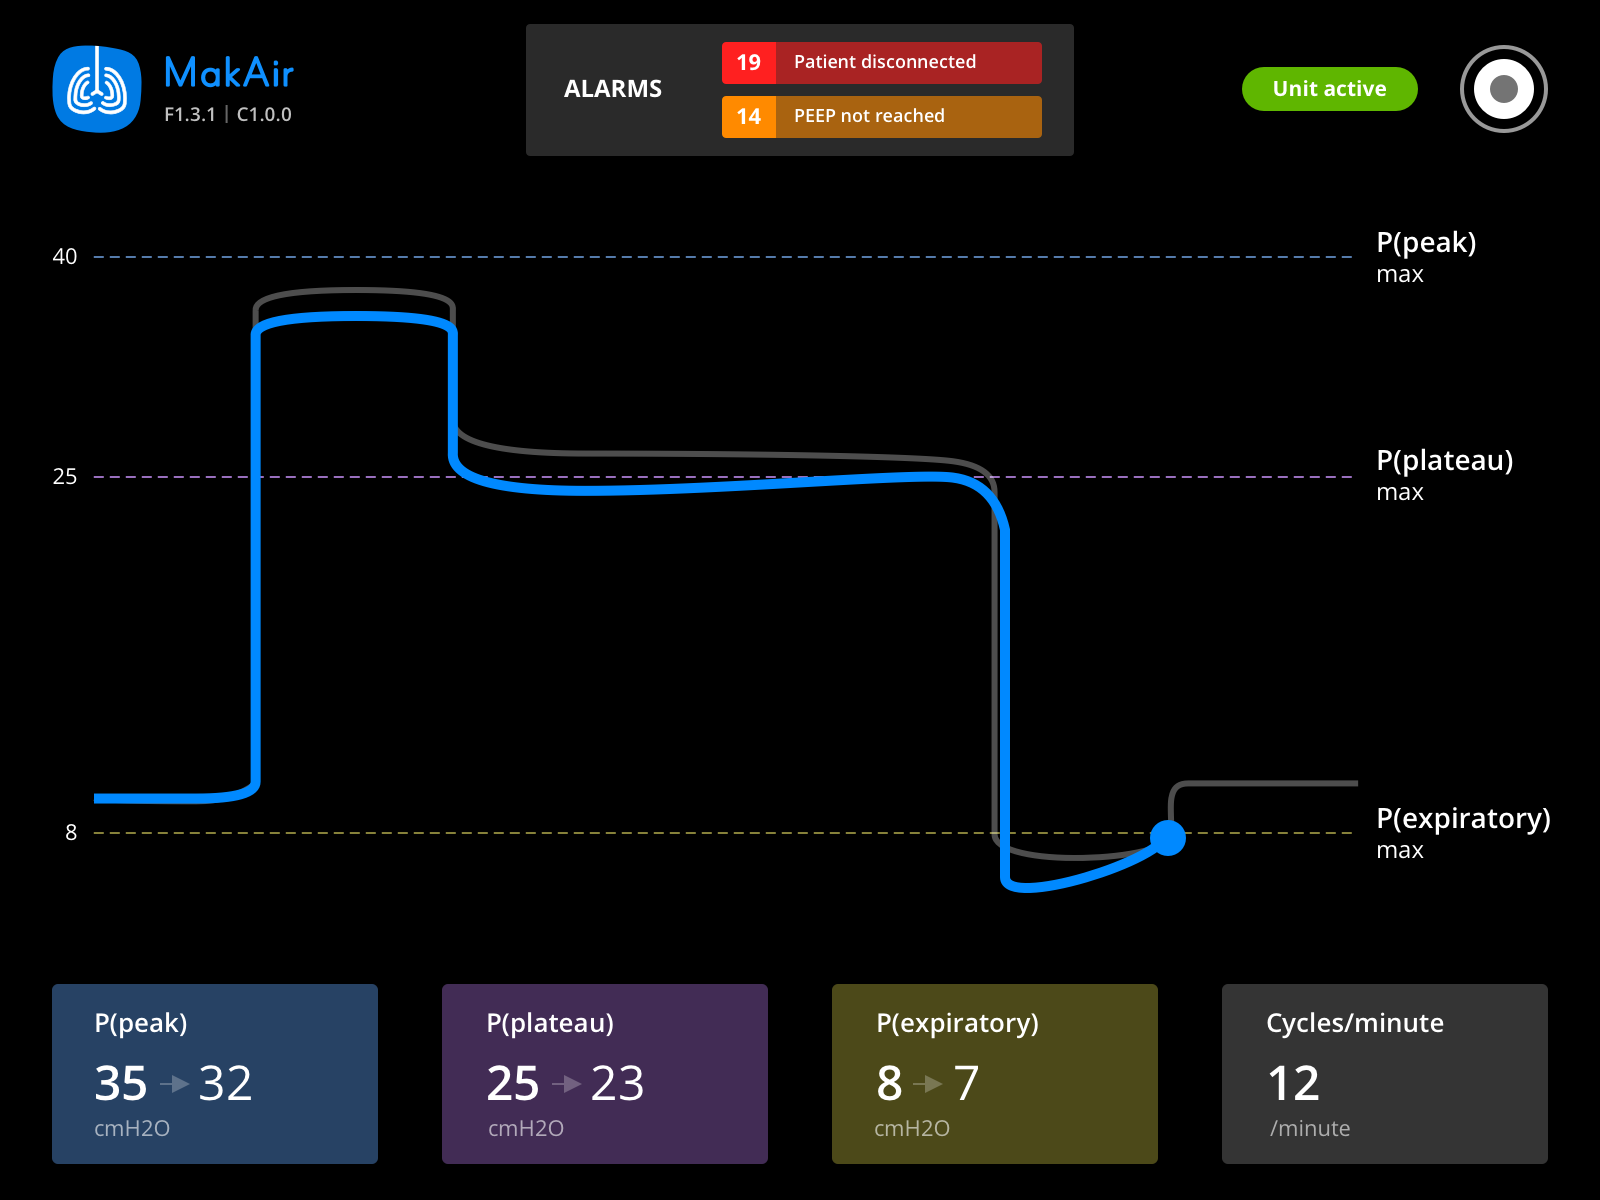 MakAir
F1.3.1 | C1.0.0
ALARMS
19 Patient disconnected
14 PEEP not reached
Unit active
40
P(peak)
max
25
P(plateau)
max
8
P(expiratory)
max
P(peak)
35 32
cmH2O
P(plateau)
25 23
cmH2O
P(expiratory)
8 7
cmH2O
Cycles/minute
12
/minute